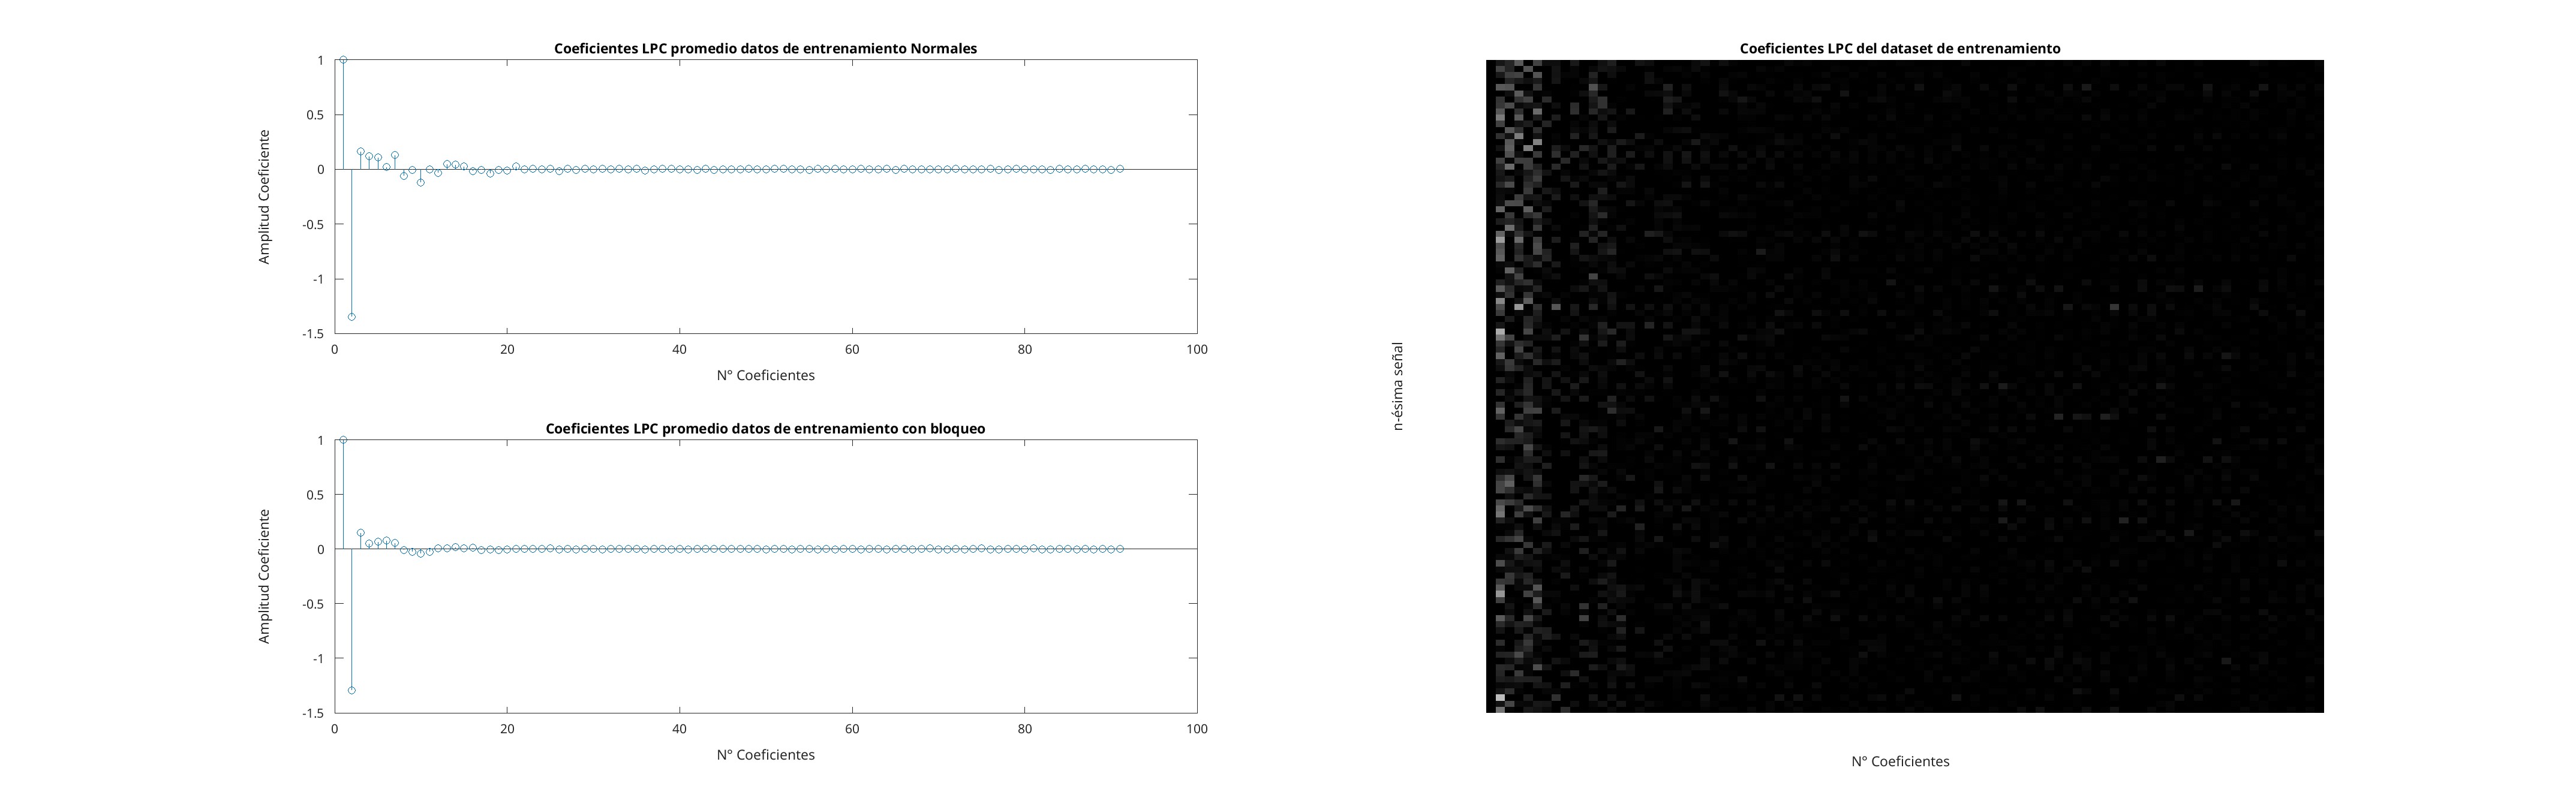 Coeficientes LPC promedio datos de entrenamiento Normales
1
0.5
0
-0.5
-1
-1.5
Amplitud Coeficiente
0 20 40 60 80 100
N° Coeficientes
Coeficientes LPC promedio datos de entrenamiento con bloqueo
1
0.5
0
-0.5
-1
-1.5
Amplitud Coeficiente
0 20 40 60 80 100
N° Coeficientes
Coeficientes LPC del dataset de entrenamiento
n-ésima señal
N° Coeficientes